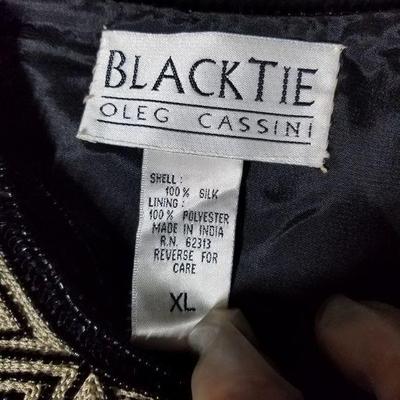 BLACKTIE
OLEG CASSINI
SHELL:
100% SILK
LINING:
100% POLYESTER
MADE IN INDIA
R.N. 62313
REVERSE FOR
CARE
XL